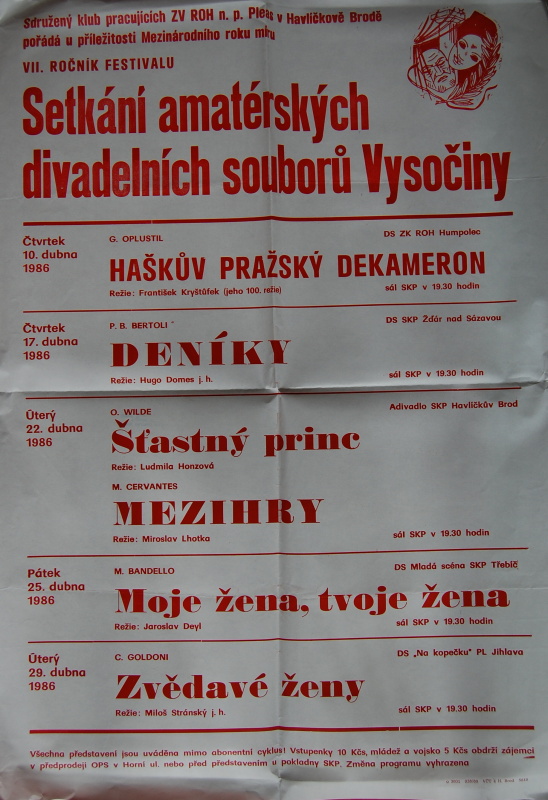 Sdružený klub pracujících ZV ROH n. p. Pleas v Havlíčkově Brodě
pořádá u příležitosti Mezinárodního roku míru
VII. ROČNÍK FESTIVALU
Setkání amatérských
divadelních souborů Vysočiny
Čtvrtek
10. dubna
1986
G. OPLUSTIL
DS ZK ROH Humpolec
HAŠKŮV PRAŽSKÝ DEKAMERON
Režie: František Kryštůfek (jeho 100. režie)
sál SKP v 19.30 hodin
Čtvrtek
17. dubna
1986
P. B. BERTOLI
DS SKP Žďár nad Sázavou
DENÍKY
Režie: Hugo Domes j. h.
sál SKP v 19.30 hodin
Úterý
22. dubna
1986
O. WILDE
Adivadlo SKP Havlíčkův Brod
Šťastný princ
Režie: Ludmila Honzová
M. CERVANTES
MEZIHRY
Režie: Miroslav Lhotka
sál SKP v 19.30 hodin
Pátek
25. dubna
1986
M. BANDELLO
DS Mladá scéna SKP Třebíč
Moje žena, tvoje žena
Režie: Jaroslav Deyl
sál SKP v 19.30 hodin
Úterý
29. dubna
1986
C. GOLDONI
DS „Na kopečku" PL Jihlava
Zvědavé ženy
Režie: Miloš Stránský j. h.
sál SKP v 19.30 hodin
Všechna představení jsou uváděna mimo abonentní cyklus! Vstupenky 10 Kčs, mládež a vojsko 5 Kčs obdrží zájemci
v předprodeji OPS v Horní ul. nebo před představením u pokladny SKP. Změna programu vyhrazena